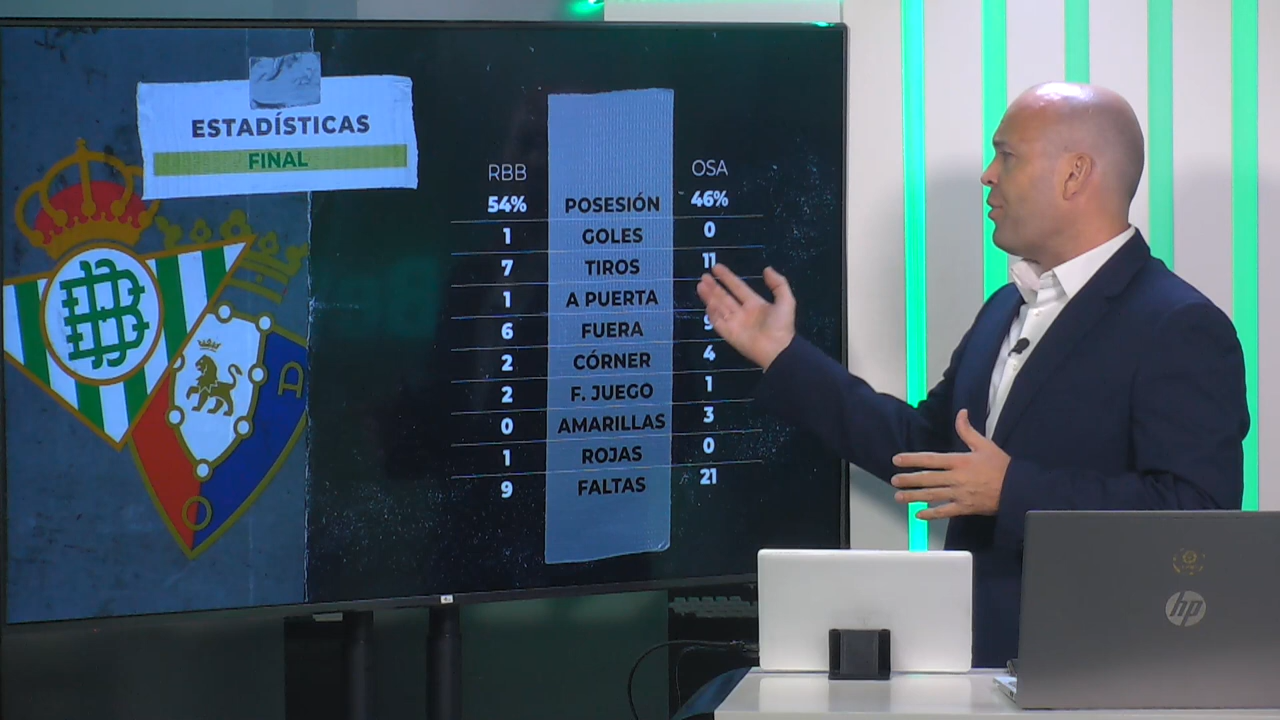 ESTADÍSTICAS
FINAL
RBB OSA
54% POSESIÓN 46%
1 GOLES 0
7 TIROS 11
1 A PUERTA
6 FUERA 9
2 CÓRNER 4
2 F. JUEGO 1
0 AMARILLAS 3
1 ROJAS 0
9 FALTAS 21
hp